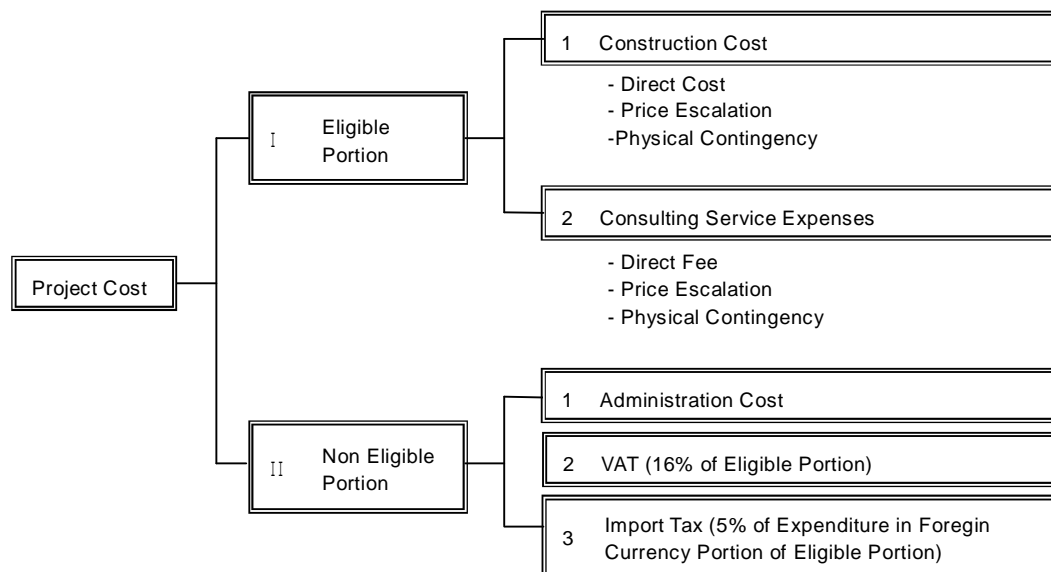 Project Cost
I Eligible
Portion
1 Construction Cost
- Direct Cost
- Price Escalation
-Physical Contingency
2 Consulting Service Expenses
- Direct Fee
- Price Escalation
- Physical Contingency
II Non Eligible
Portion
1 Administration Cost
2 VAT (16% of Eligible Portion)
3 Import Tax (5% of Expenditure in Foregin
Currency Portion of Eligible Portion)